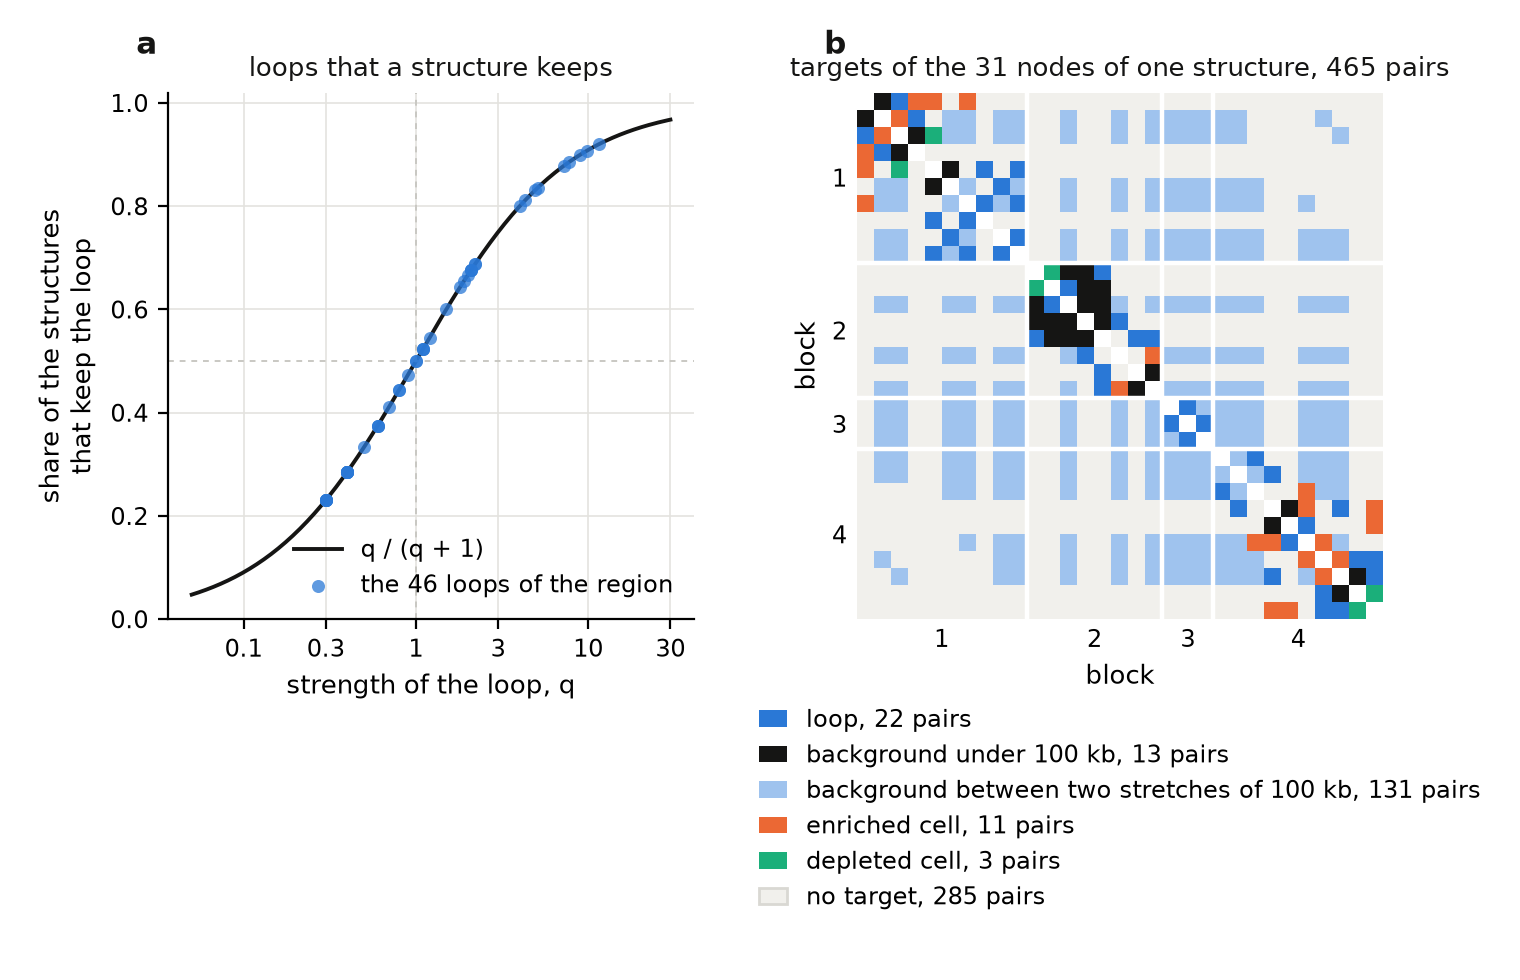 a
loops that a structure keeps
1.0
0.8
0.6
0.4
0.2
0.0
share of the structures
that keep the loop
q / (q + 1)
the 46 loops of the region
0.1 0.3 1 3 10 30
strength of the loop, q
b
targets of the 31 nodes of one structure, 465 pairs
1
2
3
4
block
1 2 3 4
block
loop, 22 pairs
background under 100 kb, 13 pairs
background between two stretches of 100 kb, 131 pairs
enriched cell, 11 pairs
depleted cell, 3 pairs
no target, 285 pairs